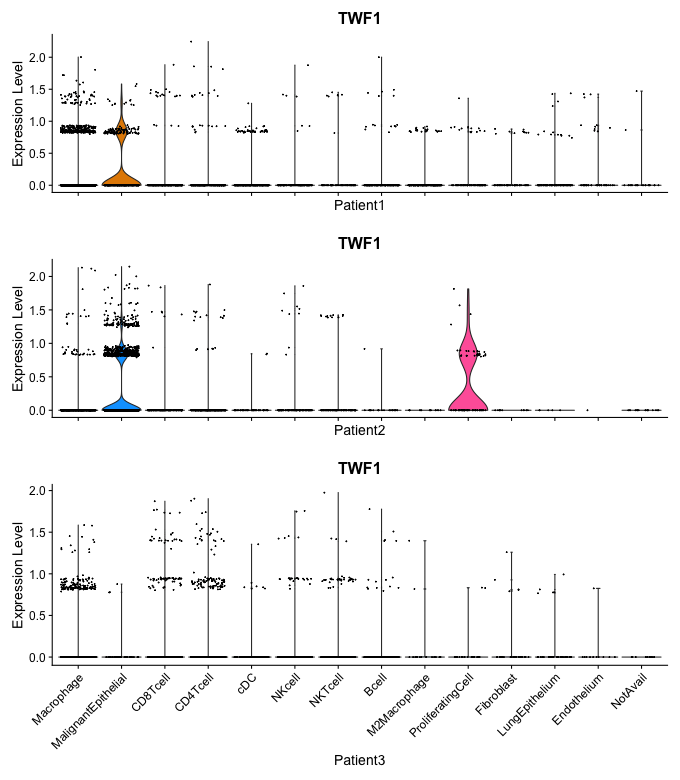 TWF1
Expression Level
2.0
1.5
1.0
0.5
0.0
Patient1
TWF1
Expression Level
2.0
1.5
1.0
0.5
0.0
Patient2
TWF1
Expression Level
2.0
1.5
1.0
0.5
0.0
Macrophage
MalignantEpithelial
CD8Tcell
CD4Tcell
cDC
NKcell
NKTcell
Bcell
M2Macrophage
ProliferatingCell
Fibroblast
LungEpithelium
Endothelium
NotAvail
Patient3